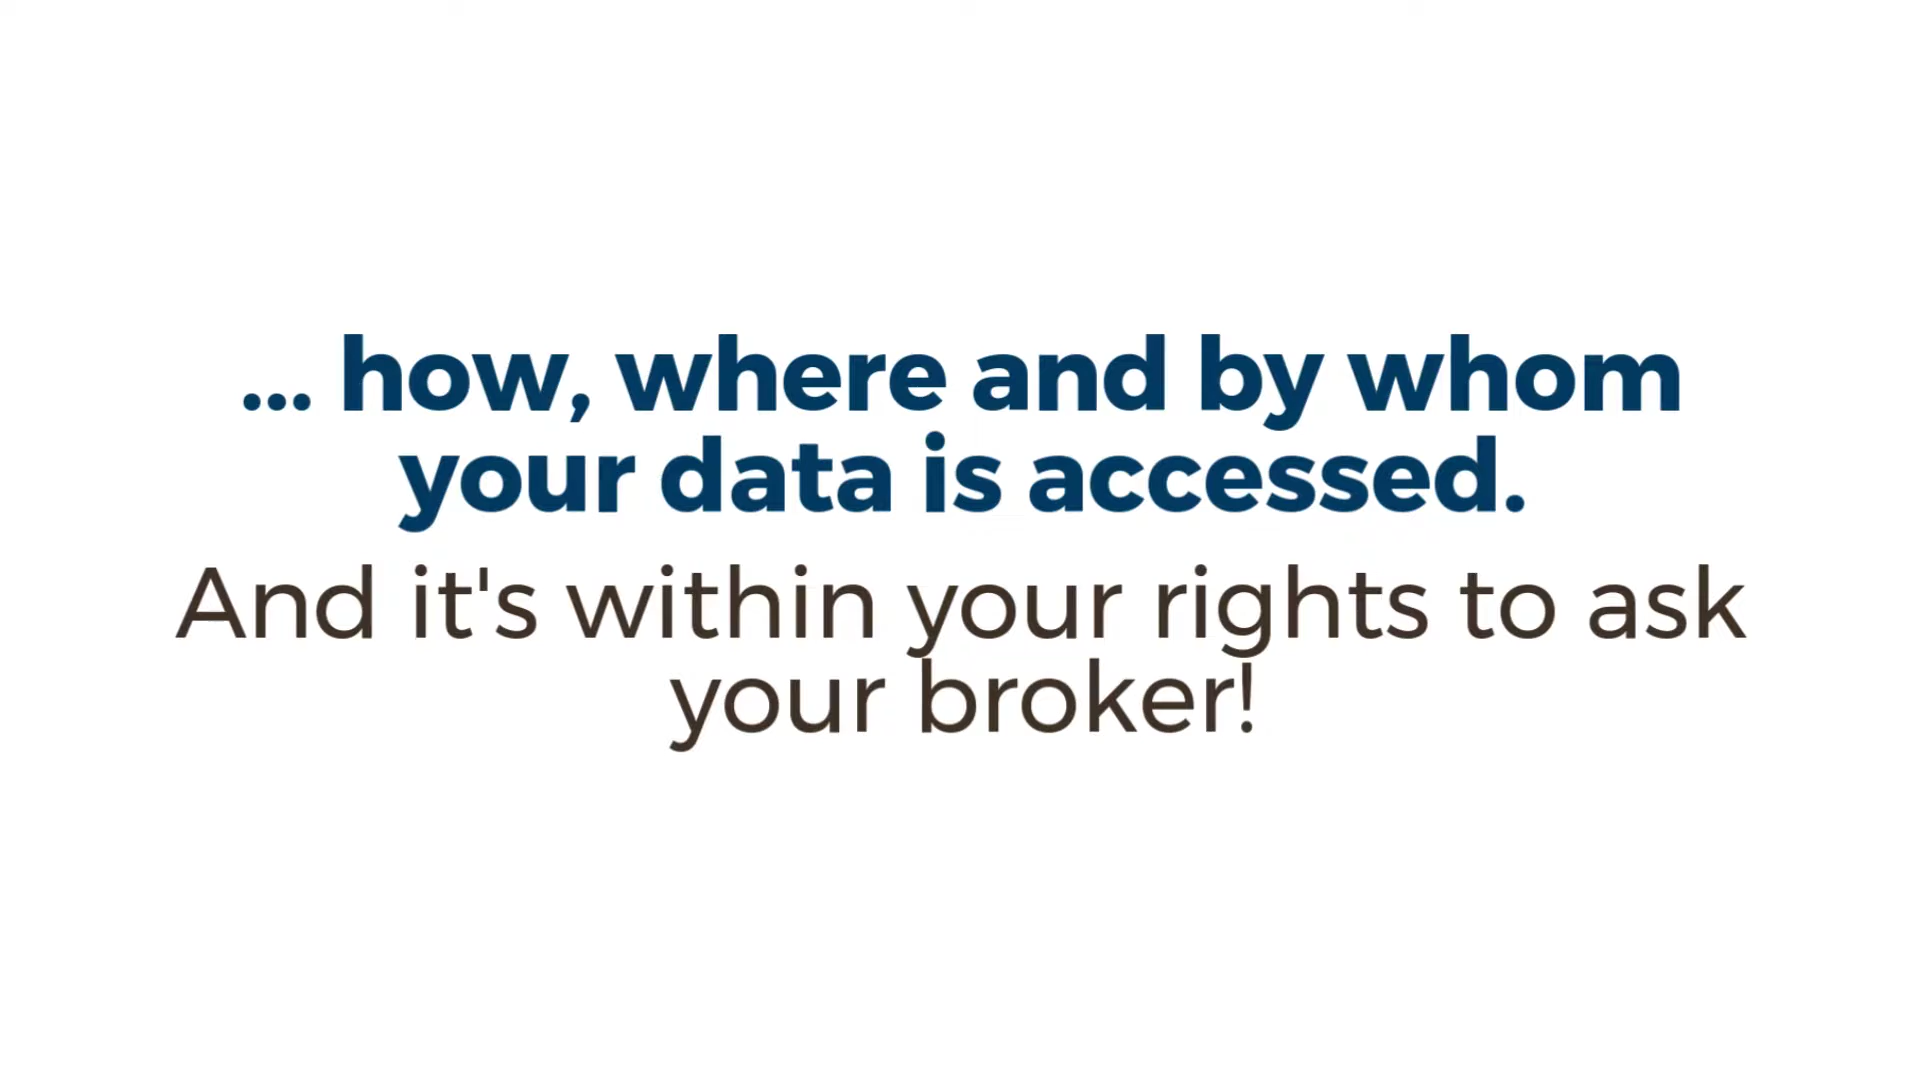 ... how, where and by whom
your data is accessed.
And it's within your rights to ask
your broker!